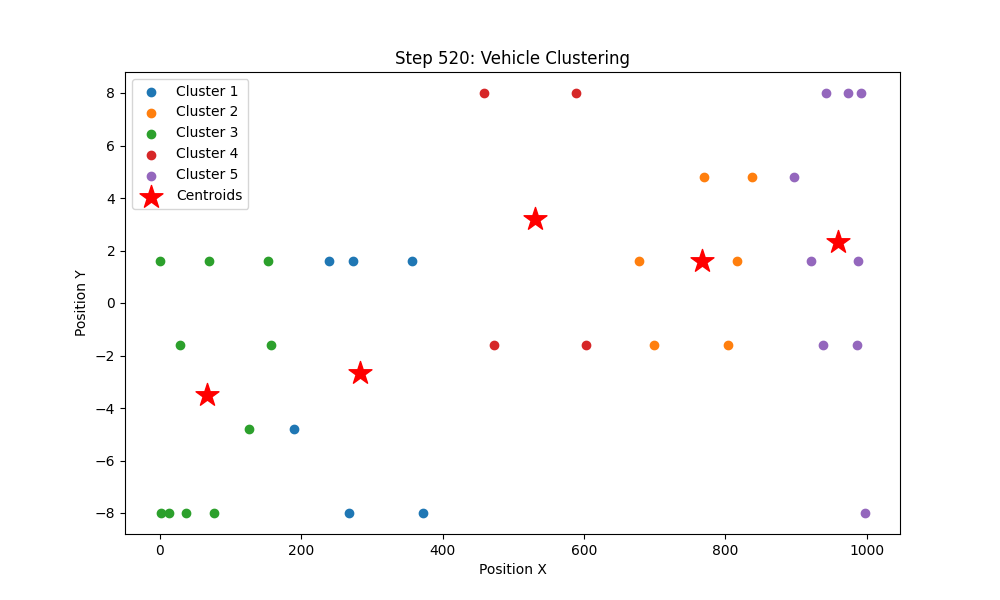 Step 520: Vehicle Clustering
Cluster 1
Cluster 2
Cluster 3
Cluster 4
Cluster 5
Centroids
8
6
4
2
0
−2
−4
−6
−8
Position Y
0 200 400 600 800 1000
Position X